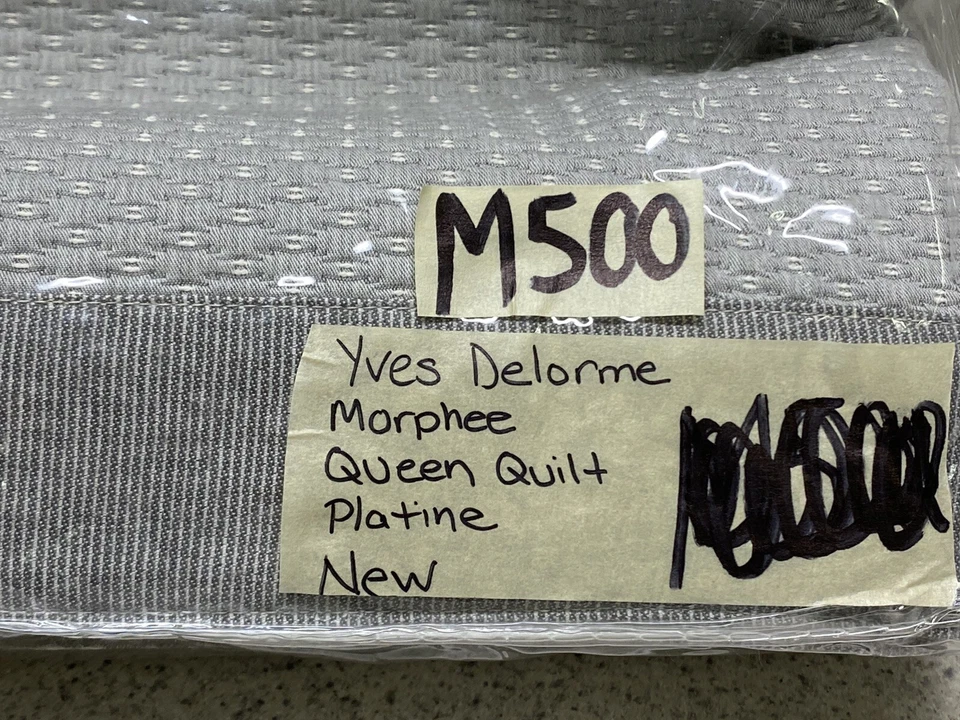 M500
Yves Delorme
Morphee
Queen Quilt
Platine
New